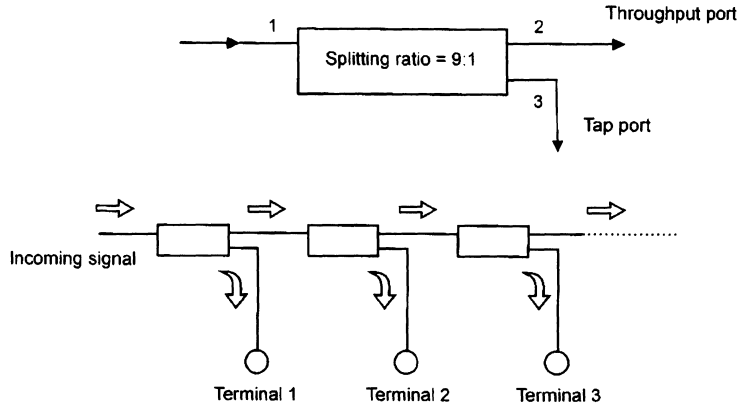 Throughput port
1
2
Splitting ratio = 9:1
3
Tap port
Incoming signal
Terminal 1
Terminal 2
Terminal 3